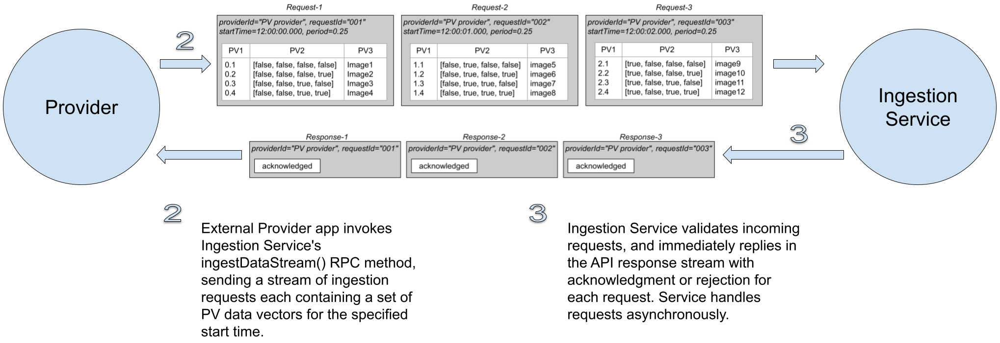 Request-1
Request-2
Request-3
providerId="PV provider", requestId="001"
startTime=12:00:00.000, period=0.25
PV1 PV2 PV3
0.1 [false, false, false, false] Image1
0.2 [false, false, false, true] Image2
0.3 [false, false, true, false] Image3
0.4 [false, false, true, true] Image4
providerId="PV provider", requestId="002"
startTime=12:00:01.000, period=0.25
PV1 PV2 PV3
1.1 [false, true, false, false] image5
1.2 [false, true, false, true] image6
1.3 [false, true, true, false] image7
1.4 [false, true, true, true] image8
providerId="PV provider", requestId="003"
startTime=12:00:02.000, period=0.25
PV1 PV2 PV3
2.1 [true, false, false, false] image9
2.2 [true, false, false, true] image10
2.3 [true, false, true, false] image11
2.4 [true, false, true, true] image12
2
Provider
Ingestion
Service
3
Response-1
Response-2
Response-3
providerId="PV provider", requestId="001"
acknowledged
providerId="PV provider", requestId="002"
acknowledged
providerId="PV provider", requestId="003"
acknowledged
2
External Provider app invokes
Ingestion Service's
ingestDataStream() RPC method,
sending a stream of ingestion
requests each containing a set of
PV data vectors for the specified
start time.
3
Ingestion Service validates incoming
requests, and immediately replies in
the API response stream with
acknowledgment or rejection for
each request. Service handles
requests asynchronously.